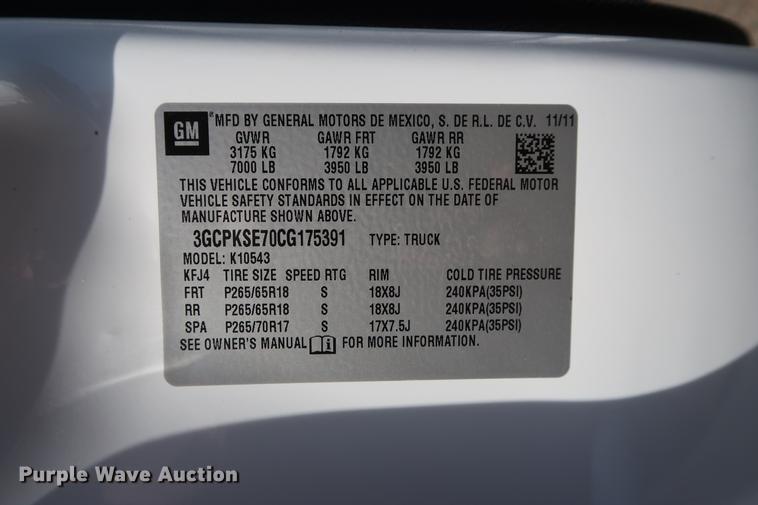 GM ®MFD BY GENERAL MOTORS DE MEXICO, S. DE R.L. DE C.V. 11/11
GVWR GAWR FRT GAWR RR
3175 KG 1792 KG 1792 KG
7000 LB 3950 LB 3950 LB
THIS VEHICLE CONFORMS TO ALL APPLICABLE U.S. FEDERAL MOTOR
VEHICLE SAFETY STANDARDS IN EFFECT ON THE DATE OF
MANUFACTURE SHOWN ABOVE.
3GCPKSE70CG175391 TYPE: TRUCK
MODEL: K10543
KFJ4 TIRE SIZE SPEED RTG RIM COLD TIRE PRESSURE
FRT P265/65R18 S 18X8J 240KPA(35PSI)
RR P265/65R18 S 18X8J 240KPA(35PSI)
SPA P265/70R17 S 17X7.5J 240KPA(35PSI)
SEE OWNER'S MANUAL i FOR MORE INFORMATION.
Purple Wave Auction